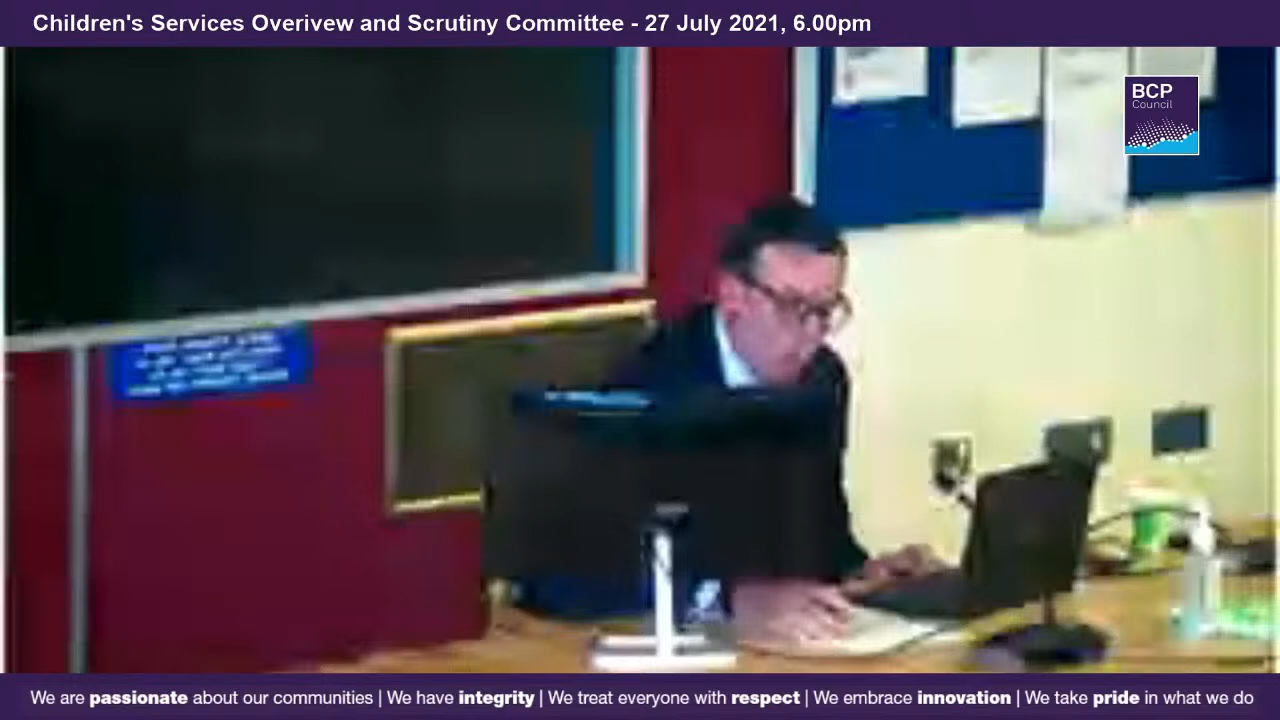 Children's Services Overivew and Scrutiny Committee - 27 July 2021, 6.00pm
BCP
Council
We are passionate about our communities | We have integrity | We treat everyone with respect | We embrace innovation | We take pride in what we do